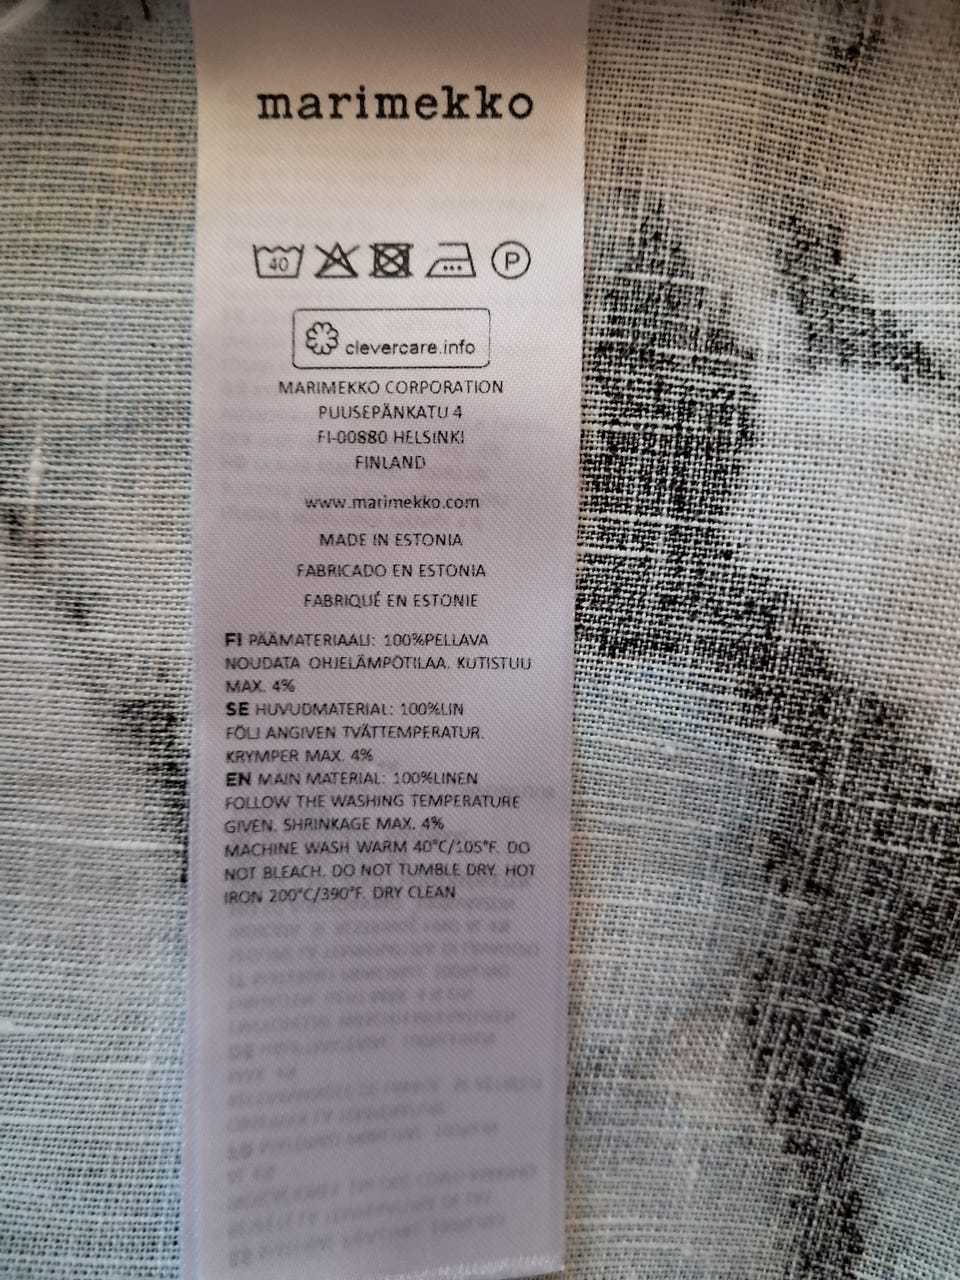 marimekko
40 P
clevercare.info
MARIMEKKO CORPORATION
PUUSEPÄNKATU 4
FI-00880 HELSINKI
FINLAND
www.marimekko.com
MADE IN ESTONIA
FABRICADO EN ESTONIA
FABRIQUÉ EN ESTONIE
FI PÄÄMATERIAALI: 100%PELLAVA
NOUDATA OHJELÄMPÖTILAA. KUTISTUU
MAX. 4%
SE HUVUDMATERIAL: 100%LIN
FÖLJ ANGIVEN TVÄTTEMPERATUR.
KRYMPER MAX. 4%
EN MAIN MATERIAL: 100%LINEN
FOLLOW THE WASHING TEMPERATURE
GIVEN. SHRINKAGE MAX. 4%
MACHINE WASH WARM 40°C/105°F. DO
NOT BLEACH. DO NOT TUMBLE DRY. HOT
IRON 200°C/390°F. DRY CLEAN